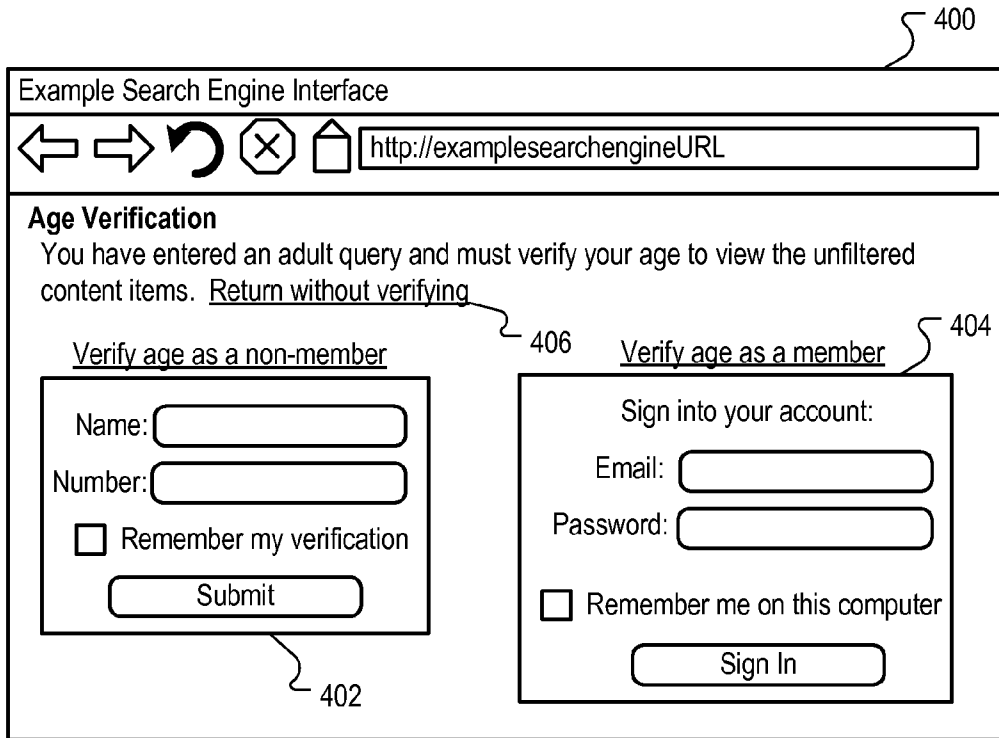 400
Example Search Engine Interface
http://examplesearchengineURL
Age Verification
You have entered an adult query and must verify your age to view the unfiltered
content items. Return without verifying
406
404
Verify age as a non-member
Name:
Number:
Remember my verification
Submit
402
Verify age as a member
Sign into your account:
Email:
Password:
Remember me on this computer
Sign In